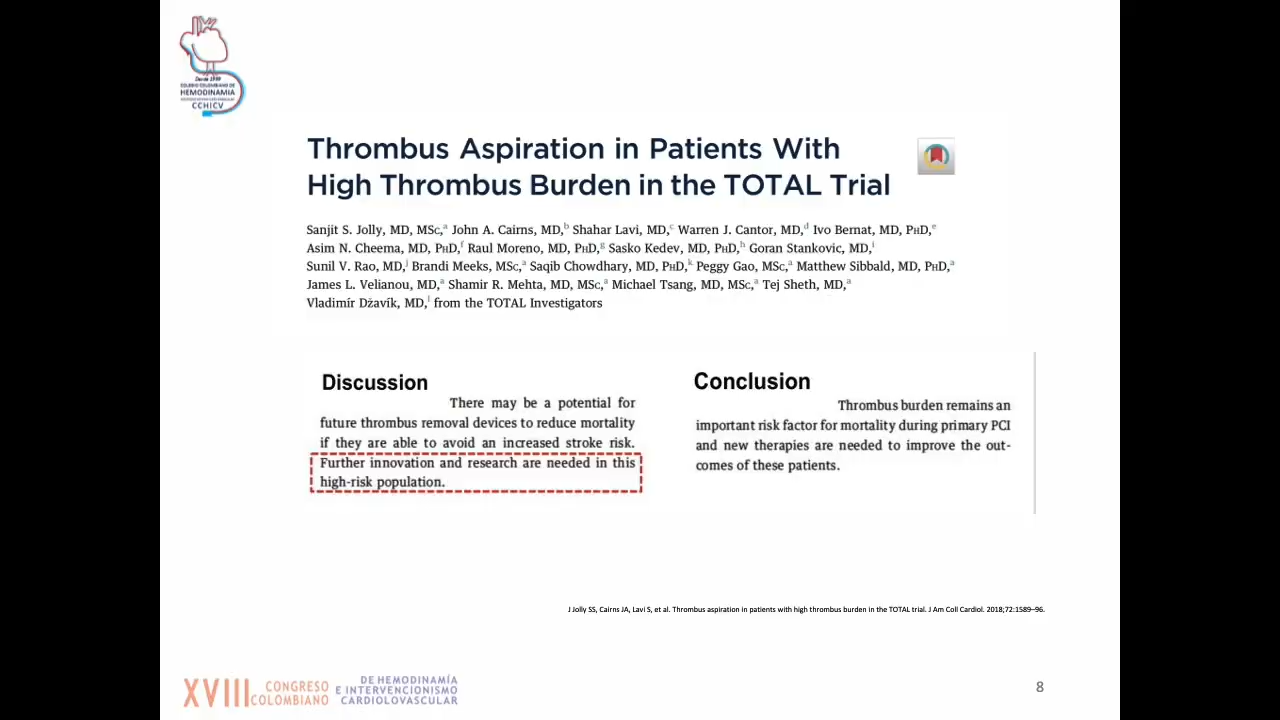 Desde 1999
COLEGIO COLOMBIANO DE
HEMODINAMIA
CCHICV
Thrombus Aspiration in Patients With
High Thrombus Burden in the TOTAL Trial
Sanjit S. Jolly, MD, MSc,a John A. Cairns, MD,b Shahar Lavi, MD,c Warren J. Cantor, MD,d Ivo Bernat, MD, PhD,e
Asim N. Cheema, MD, PhD,f Raul Moreno, MD, PhD,g Sasko Kedev, MD, PhD,h Goran Stankovic, MD,i
Sunil V. Rao, MD,j Brandi Meeks, MSc,a Saqib Chowdhary, MD, PhD,k Peggy Gao, MSc,a Matthew Sibbald, MD, PhD,a
James L. Velianou, MD,a Shamir R. Mehta, MD, MSc,a Michael Tsang, MD, MSc,a Tej Sheth, MD,a
Vladimír Džavík, MD,l from the TOTAL Investigators
Discussion
There may be a potential for
future thrombus removal devices to reduce mortality
if they are able to avoid an increased stroke risk.
Further innovation and research are needed in this
high-risk population.
Conclusion
Thrombus burden remains an
important risk factor for mortality during primary PCI
and new therapies are needed to improve the out-
comes of these patients.
J Jolly SS, Cairns JA, Lavi S, et al. Thrombus aspiration in patients with high thrombus burden in the TOTAL trial. J Am Coll Cardiol. 2018;72:1589–96.
XVIII CONGRESO COLOMBIANO
DE HEMODINAMÍA
E INTERVENCIONISMO
CARDIOLOVASCULAR
8